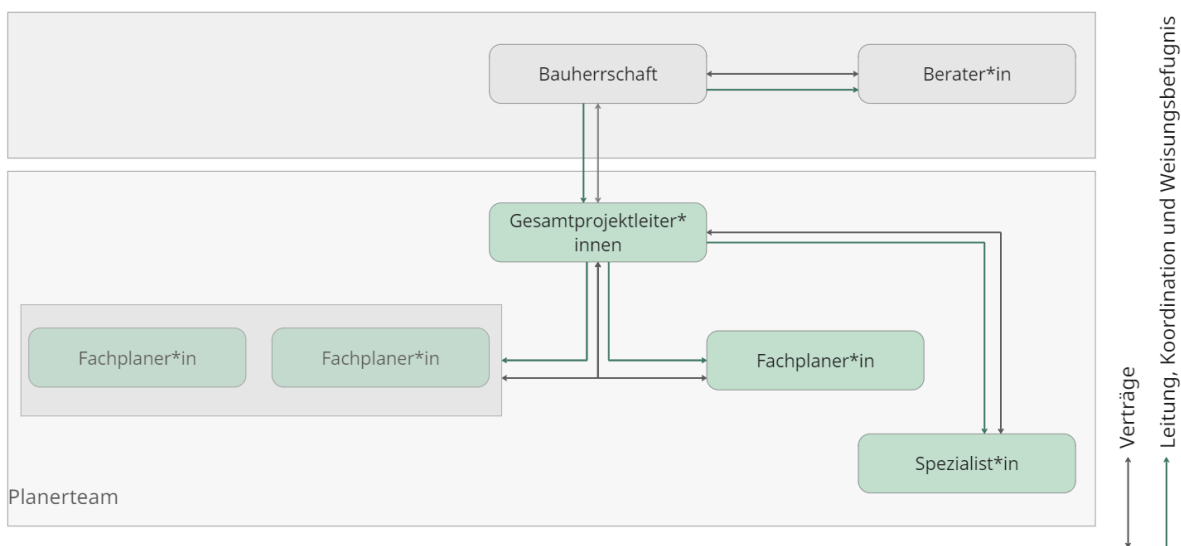 Bauherrschaft
Berater*in
Gesamtprojektleiter*
innen
Fachplaner*in
Fachplaner*in
Fachplaner*in
Spezialist*in
Planerteam
Verträge
Leitung, Koordination und Weisungsbefugnis